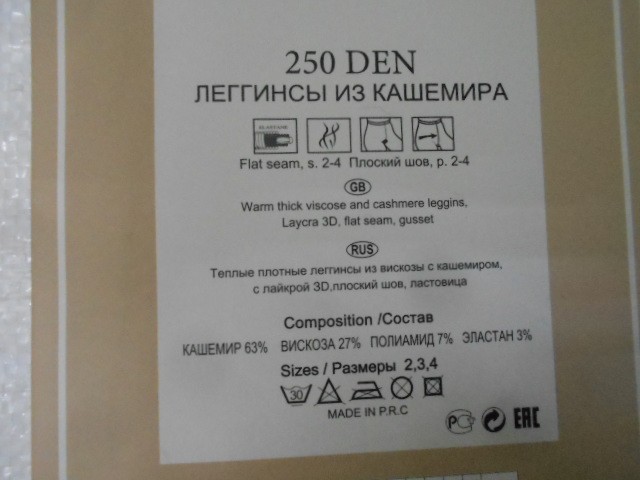 250 DEN
ЛЕГГИНСЫ ИЗ КАШЕМИРА
Flat seam, s. 2-4 Плоский шов, р. 2-4
GB
Warm thick viscose and cashmere leggins,
Laycra 3D, flat seam, gusset
RUS
Теплые плотные леггинсы из вискозы с кашемиром,
с лайкрой 3D,плоский шов, ластовица
Composition /Состав
КАШЕМИР 63% ВИСКОЗА 27% ПОЛИАМИД 7% ЭЛАСТАН 3%
Sizes / Размеры 2,3,4
30
MADE IN P.R.C
РСТ EAC